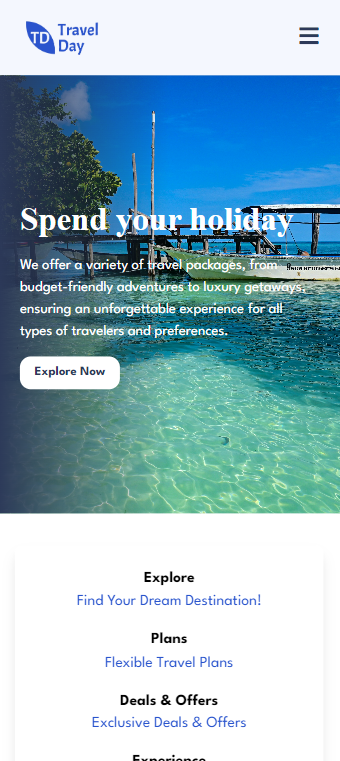 TD Travel
Day
Spend your holiday
We offer a variety of travel packages, from
budget-friendly adventures to luxury getaways,
ensuring an unforgettable experience for all
types of travelers and preferences.
Explore Now
Explore
Find Your Dream Destination!
Plans
Flexible Travel Plans
Deals & Offers
Exclusive Deals & Offers
Experience